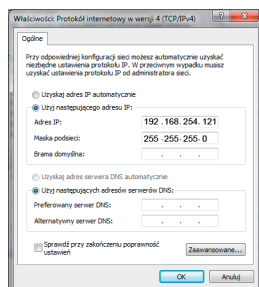 Właściwości: Protokół internetowy w wersji 4 (TCP/IPv4)
Ogólne
Przy odpowiedniej konfiguracji sieci możesz automatycznie uzyskać
niezbędne ustawienia protokołu IP. W przeciwnym wypadku musisz
uzyskać ustawienia protokołu IP od administratora sieci.
Uzyskaj adres IP automatycznie
Użyj następującego adresu IP:
Adres IP: 192 .168. 254. 121
Maska podsieci: 255 -255- 255- 0
Brama domyślna: . . .
Uzyskaj adres serwera DNS automatycznie
Użyj następujących adresów serwerów DNS:
Preferowany serwer DNS: . . .
Alternatywny serwer DNS: . . .
Sprawdź przy zakończeniu poprawność
ustawień
Zaawansowane...
OK Anuluj